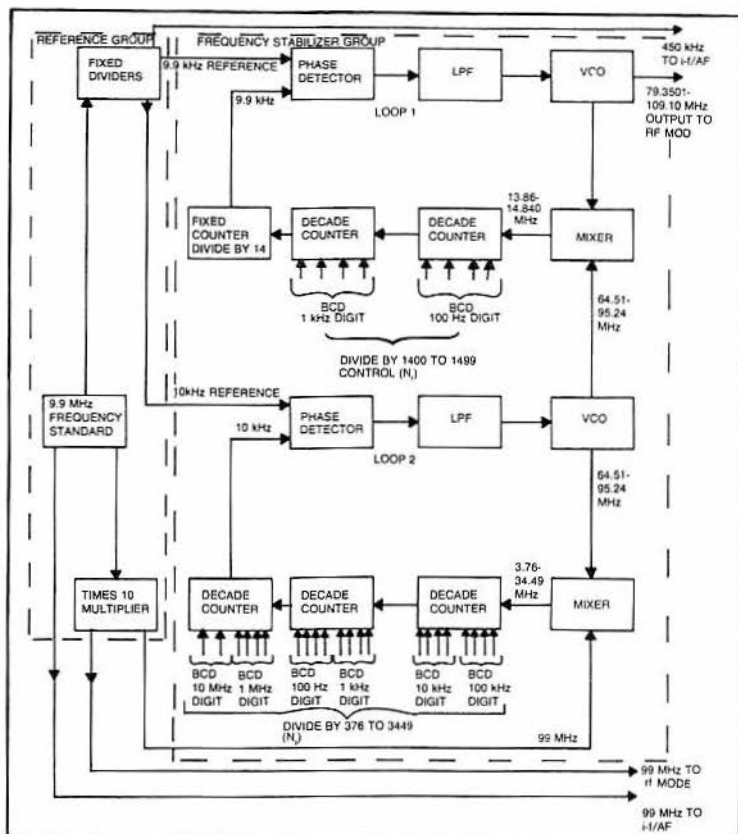 REFERENCE GROUP
FREQUENCY STABILIZER GROUP
FIXED
DIVIDERS
9.9 kHz REFERENCE
9.9 kHz
PHASE
DETECTOR
LPF
VCO
LOOP 1
450 kHz
TO i-f/AF
79.3501-
109.10 MHz
OUTPUT TO
RF MOD
FIXED
COUNTER
DIVIDE BY 14
DECADE
COUNTER
DECADE
COUNTER
13.86-
14.840
MHz
MIXER
BCD
1 kHz DIGIT
BCD
100 Hz DIGIT
DIVIDE BY 1400 TO 1499
CONTROL (N₁)
64.51-
95.24
MHz
9.9 MHz
FREQUENCY
STANDARD
10kHz REFERENCE
10 kHz
PHASE
DETECTOR
LPF
VCO
LOOP 2
64.51-
95.24
MHz
TIMES 10
MULTIPLIER
DECADE
COUNTER
DECADE
COUNTER
DECADE
COUNTER
3.76-
34.49
MHz
MIXER
BCD
10 MHz
DIGIT
BCD
1 MHz
DIGIT
BCD
100 Hz
DIGIT
BCD
1 kHz
DIGIT
BCD
10 kHz
DIGIT
BCD
100 kHz
DIGIT
DIVIDE BY 376 TO 3449
(N₂)
99 MHz
99 MHz TO
rf MODE
99 MHz TO
i-f/AF